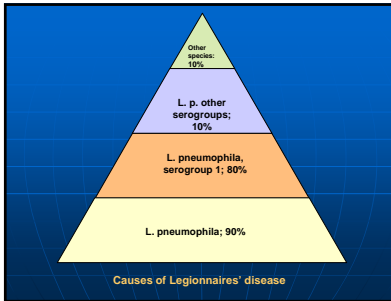 Other
species:
10%
L. p. other
serogroups;
10%
L. pneumophila,
serogroup 1; 80%
L. pneumophila; 90%
Causes of Legionnaires' disease